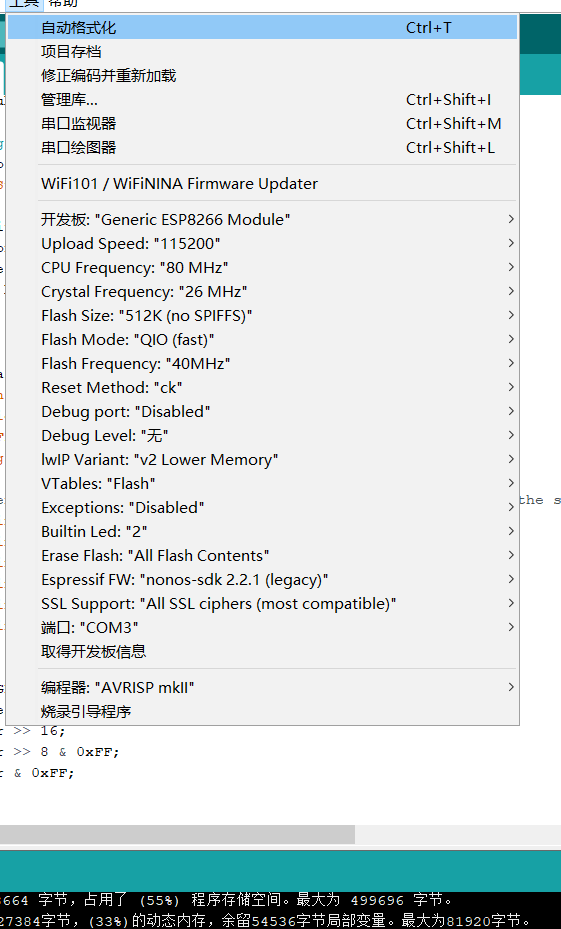 工具 帮助
自动格式化 Ctrl+T
项目存档
修正编码并重新加载
管理库... Ctrl+Shift+I
串口监视器 Ctrl+Shift+M
串口绘图器 Ctrl+Shift+L
WiFi101 / WiFiNINA Firmware Updater
开发板: "Generic ESP8266 Module"
Upload Speed: "115200"
CPU Frequency: "80 MHz"
Crystal Frequency: "26 MHz"
Flash Size: "512K (no SPIFFS)"
Flash Mode: "QIO (fast)"
Flash Frequency: "40MHz"
Reset Method: "ck"
Debug port: "Disabled"
Debug Level: "无"
lwIP Variant: "v2 Lower Memory"
VTables: "Flash"
the s
Exceptions: "Disabled"
Builtin Led: "2"
Erase Flash: "All Flash Contents"
Espressif FW: "nonos-sdk 2.2.1 (legacy)"
SSL Support: "All SSL ciphers (most compatible)"
端口: "COM3"
取得开发板信息
编程器: "AVRISP mkII"
烧录引导程序
r >> 16;
r >> 8 & 0xFF;
r & 0xFF;
664 字节，占用了 (55%) 程序存储空间。最大为 499696 字节。
27384字节，(33%)的动态内存，余留54536字节局部变量。最大为81920字节。